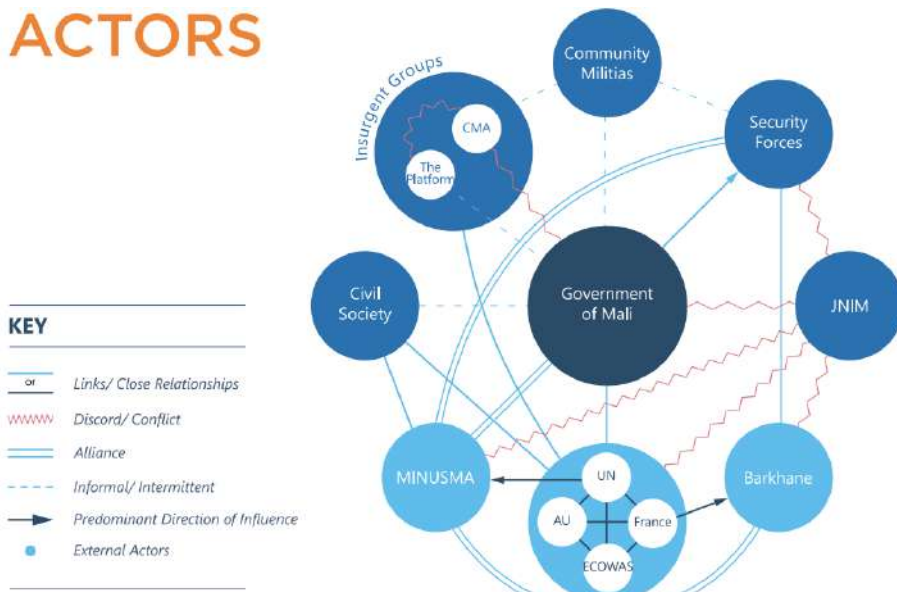 ACTORS
Community
Militias
Insurgent Groups
CMA
The
Platform
Security
Forces
Civil
Society
Government
of Mali
JNIM
KEY
or
Links/ Close Relationships
Discord/ Conflict
Alliance
Informal/ Intermittent
Predominant Direction of Influence
External Actors
MINUSMA
UN
AU
France
ECOWAS
Barkhane